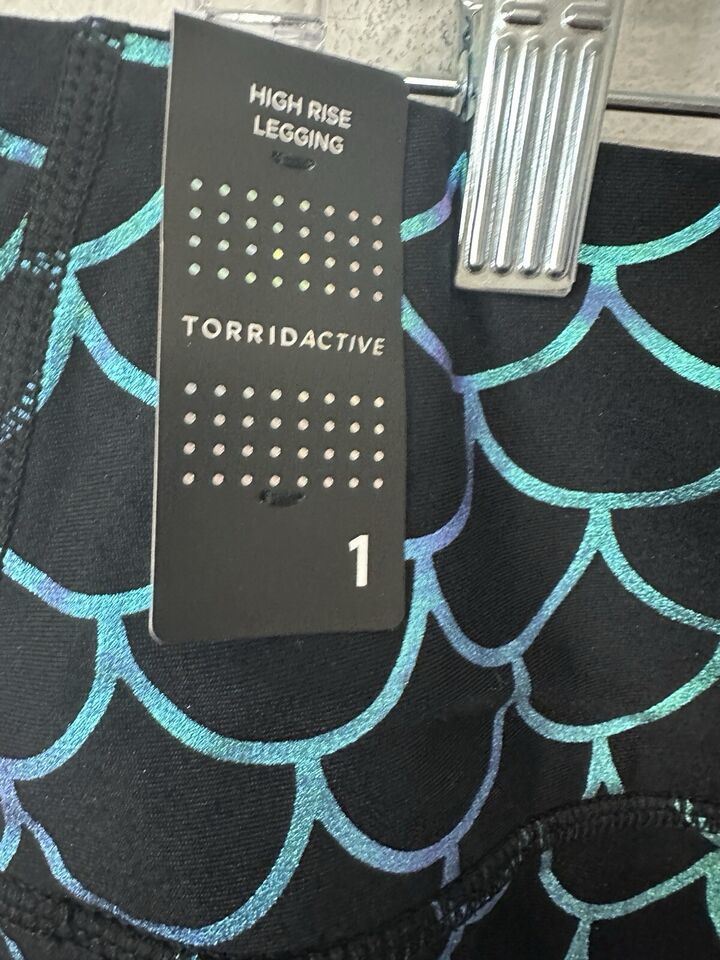 HIGH RISE
LEGGING
TORRIDACTIVE
1